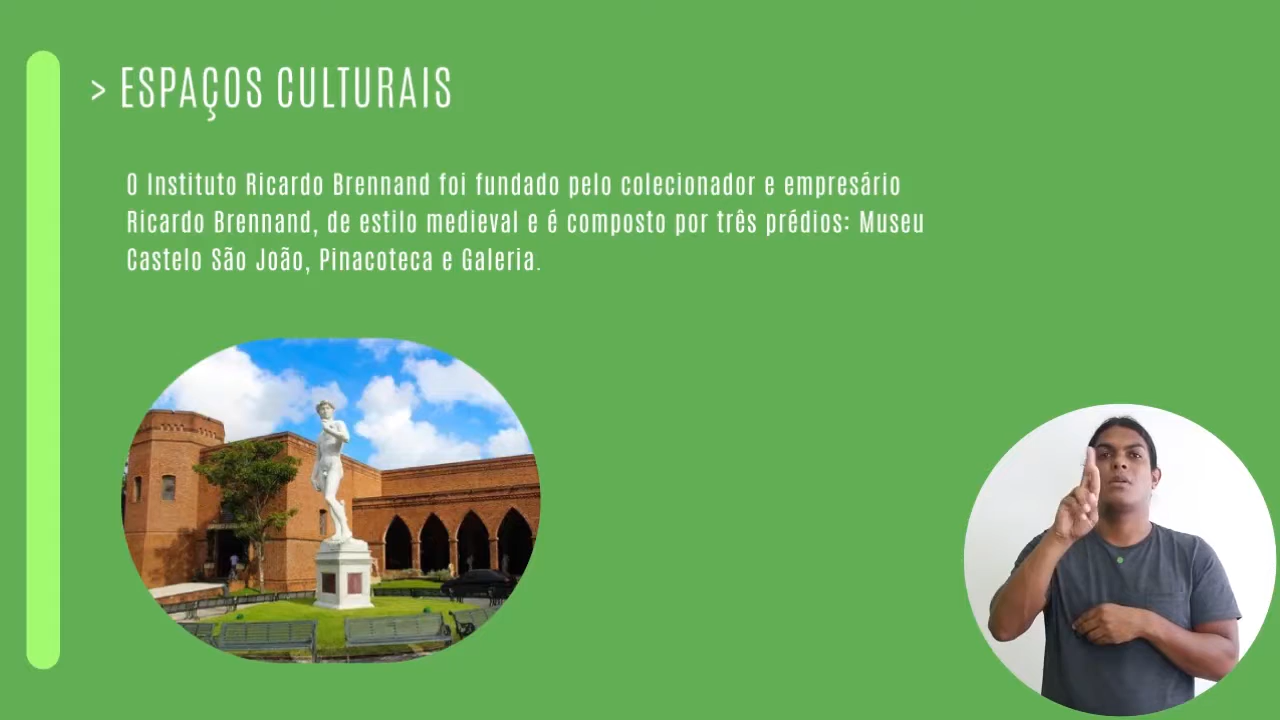 > ESPAÇOS CULTURAIS
O Instituto Ricardo Brennand foi fundado pelo colecionador e empresário
Ricardo Brennand, de estilo medieval e é composto por três prédios: Museu
Castelo São João, Pinacoteca e Galeria.